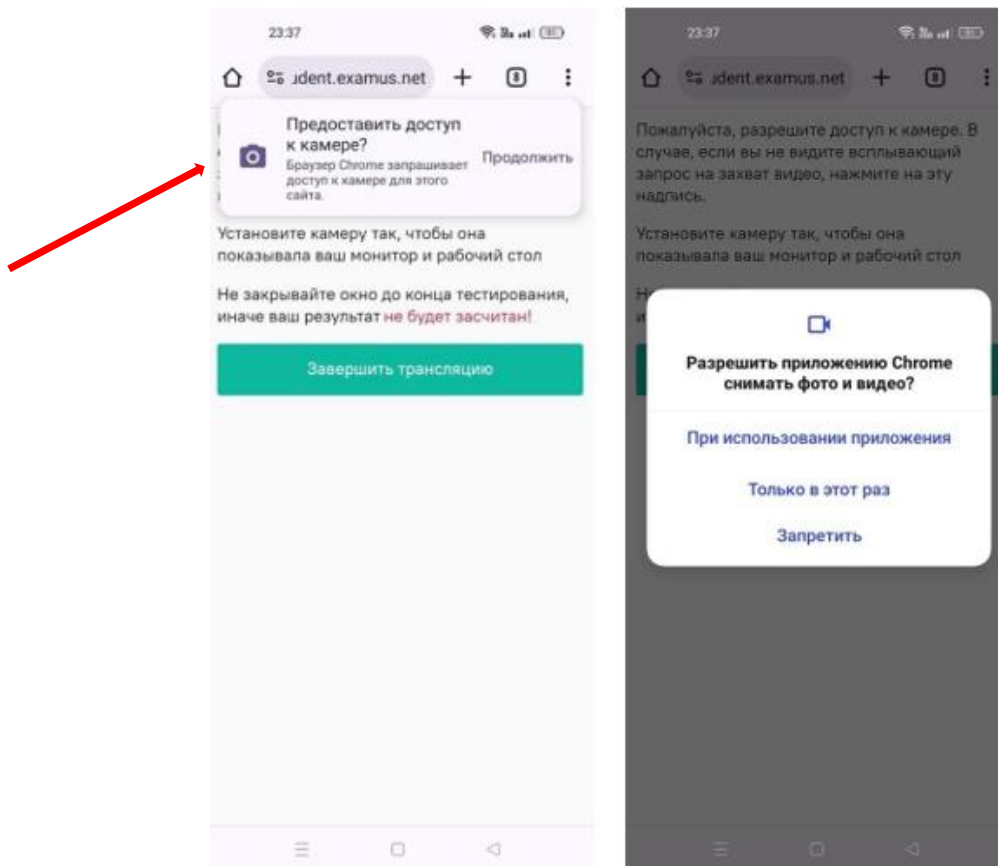 23:37
udent.examus.net
8
Предоставить доступ
к камере?
Браузер Chrome запрашивает
доступ к камере для этого
сайта.
Продолжить
Установите камеру так, чтобы она
показывала ваш монитор и рабочий стол
Не закрывайте окно до конца тестирования,
иначе ваш результат не будет засчитан!
Завершить трансляцию
23:37
udent.examus.net
8
Пожалуйста, разрешите доступ к камере. В
случае, если вы не видите всплывающий
запрос на захват видео, нажмите на эту
надпись.
Установите камеру так, чтобы она
показывала ваш монитор и рабочий стол
Разрешить приложению Chrome
снимать фото и видео?
При использовании приложения
Только в этот раз
Запретить